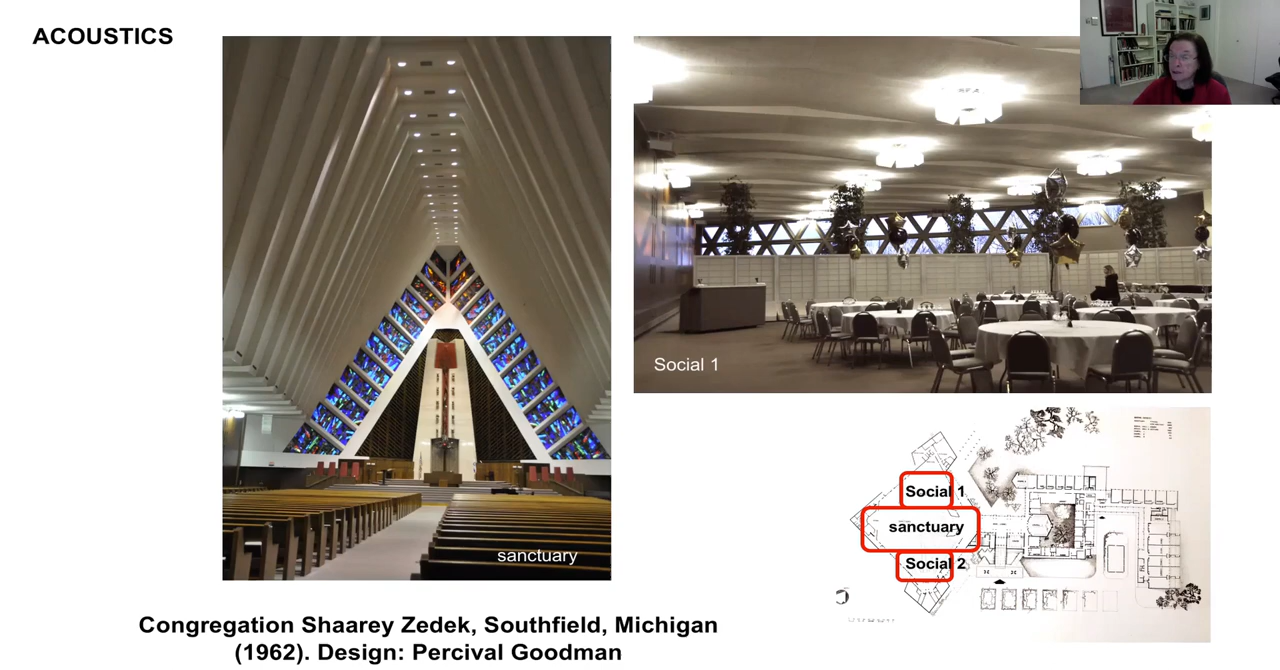 ACOUSTICS
sanctuary
Social 1
Social 1
sanctuary
Social 2
Congregation Shaarey Zedek, Southfield, Michigan
(1962). Design: Percival Goodman